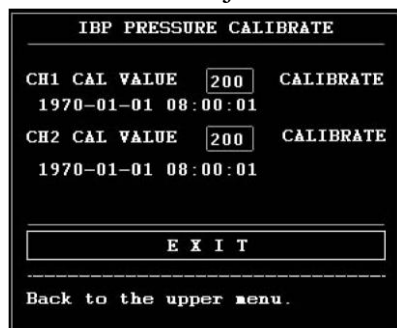 IBP PRESSURE CALIBRATE
CH1 CAL VALUE 200 CALIBRATE
1970-01-01 08:00:01
CH2 CAL VALUE 200 CALIBRATE
1970-01-01 08:00:01
E X I T
Back to the upper menu.